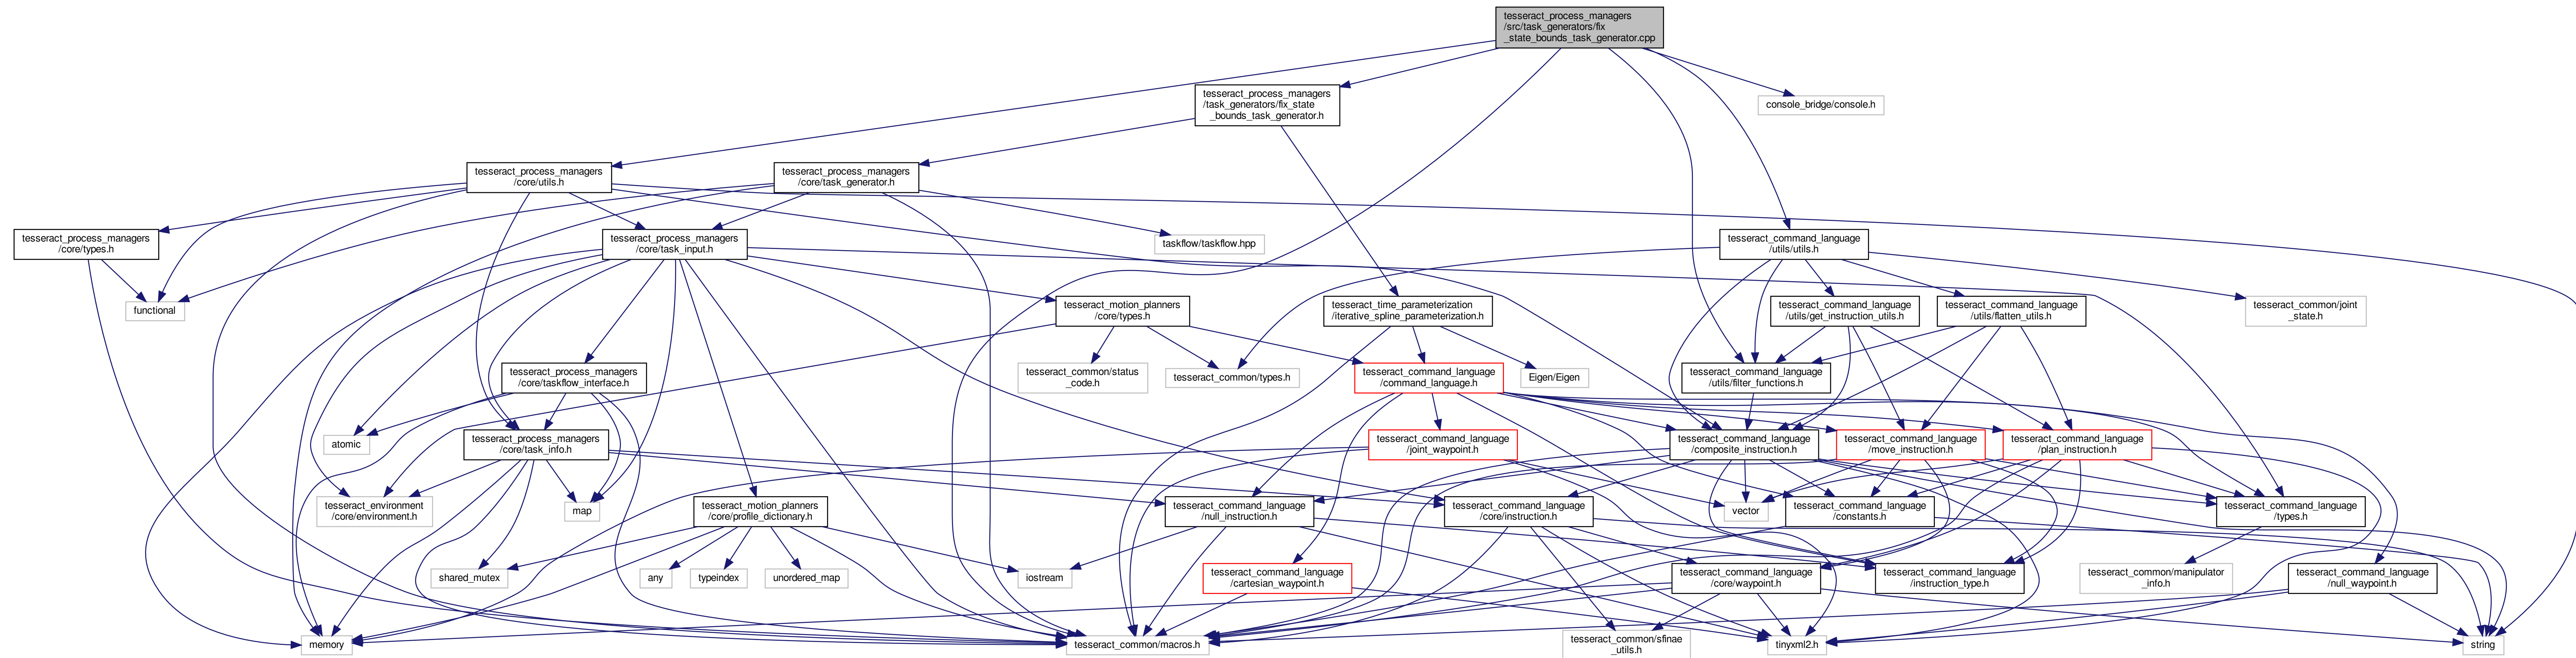 tesseract_process_managers
/src/task_generators/fix
_state_bounds_task_generator.cpp
tesseract_process_managers
/task_generators/fix_state
_bounds_task_generator.h
console_bridge/console.h
tesseract_process_managers
/core/utils.h
tesseract_process_managers
/core/task_generator.h
tesseract_process_managers
/core/types.h
tesseract_process_managers
/core/task_input.h
taskflow/taskflow.hpp
tesseract_command_language
/utils/utils.h
functional
tesseract_motion_planners
/core/types.h
tesseract_time_parameterization
/iterative_spline_parameterization.h
tesseract_command_language
/utils/get_instruction_utils.h
tesseract_command_language
/utils/flatten_utils.h
tesseract_common/joint
_state.h
tesseract_process_managers
/core/taskflow_interface.h
tesseract_common/status
_code.h
tesseract_common/types.h
tesseract_command_language
/command_language.h
Eigen/Eigen
tesseract_command_language
/utils/filter_functions.h
atomic
tesseract_process_managers
/core/task_info.h
tesseract_command_language
/joint_waypoint.h
tesseract_command_language
/composite_instruction.h
tesseract_command_language
/move_instruction.h
tesseract_command_language
/plan_instruction.h
tesseract_environment
/core/environment.h
map
tesseract_motion_planners
/core/profile_dictionary.h
tesseract_command_language
/null_instruction.h
tesseract_command_language
/core/instruction.h
vector
tesseract_command_language
/constants.h
tesseract_command_language
/types.h
shared_mutex
any
typeindex
unordered_map
iostream
tesseract_command_language
/cartesian_waypoint.h
tesseract_command_language
/core/waypoint.h
tesseract_command_language
/instruction_type.h
tesseract_common/manipulator
_info.h
tesseract_command_language
/null_waypoint.h
memory
tesseract_common/macros.h
tesseract_common/sfinae
_utils.h
tinyxml2.h
string